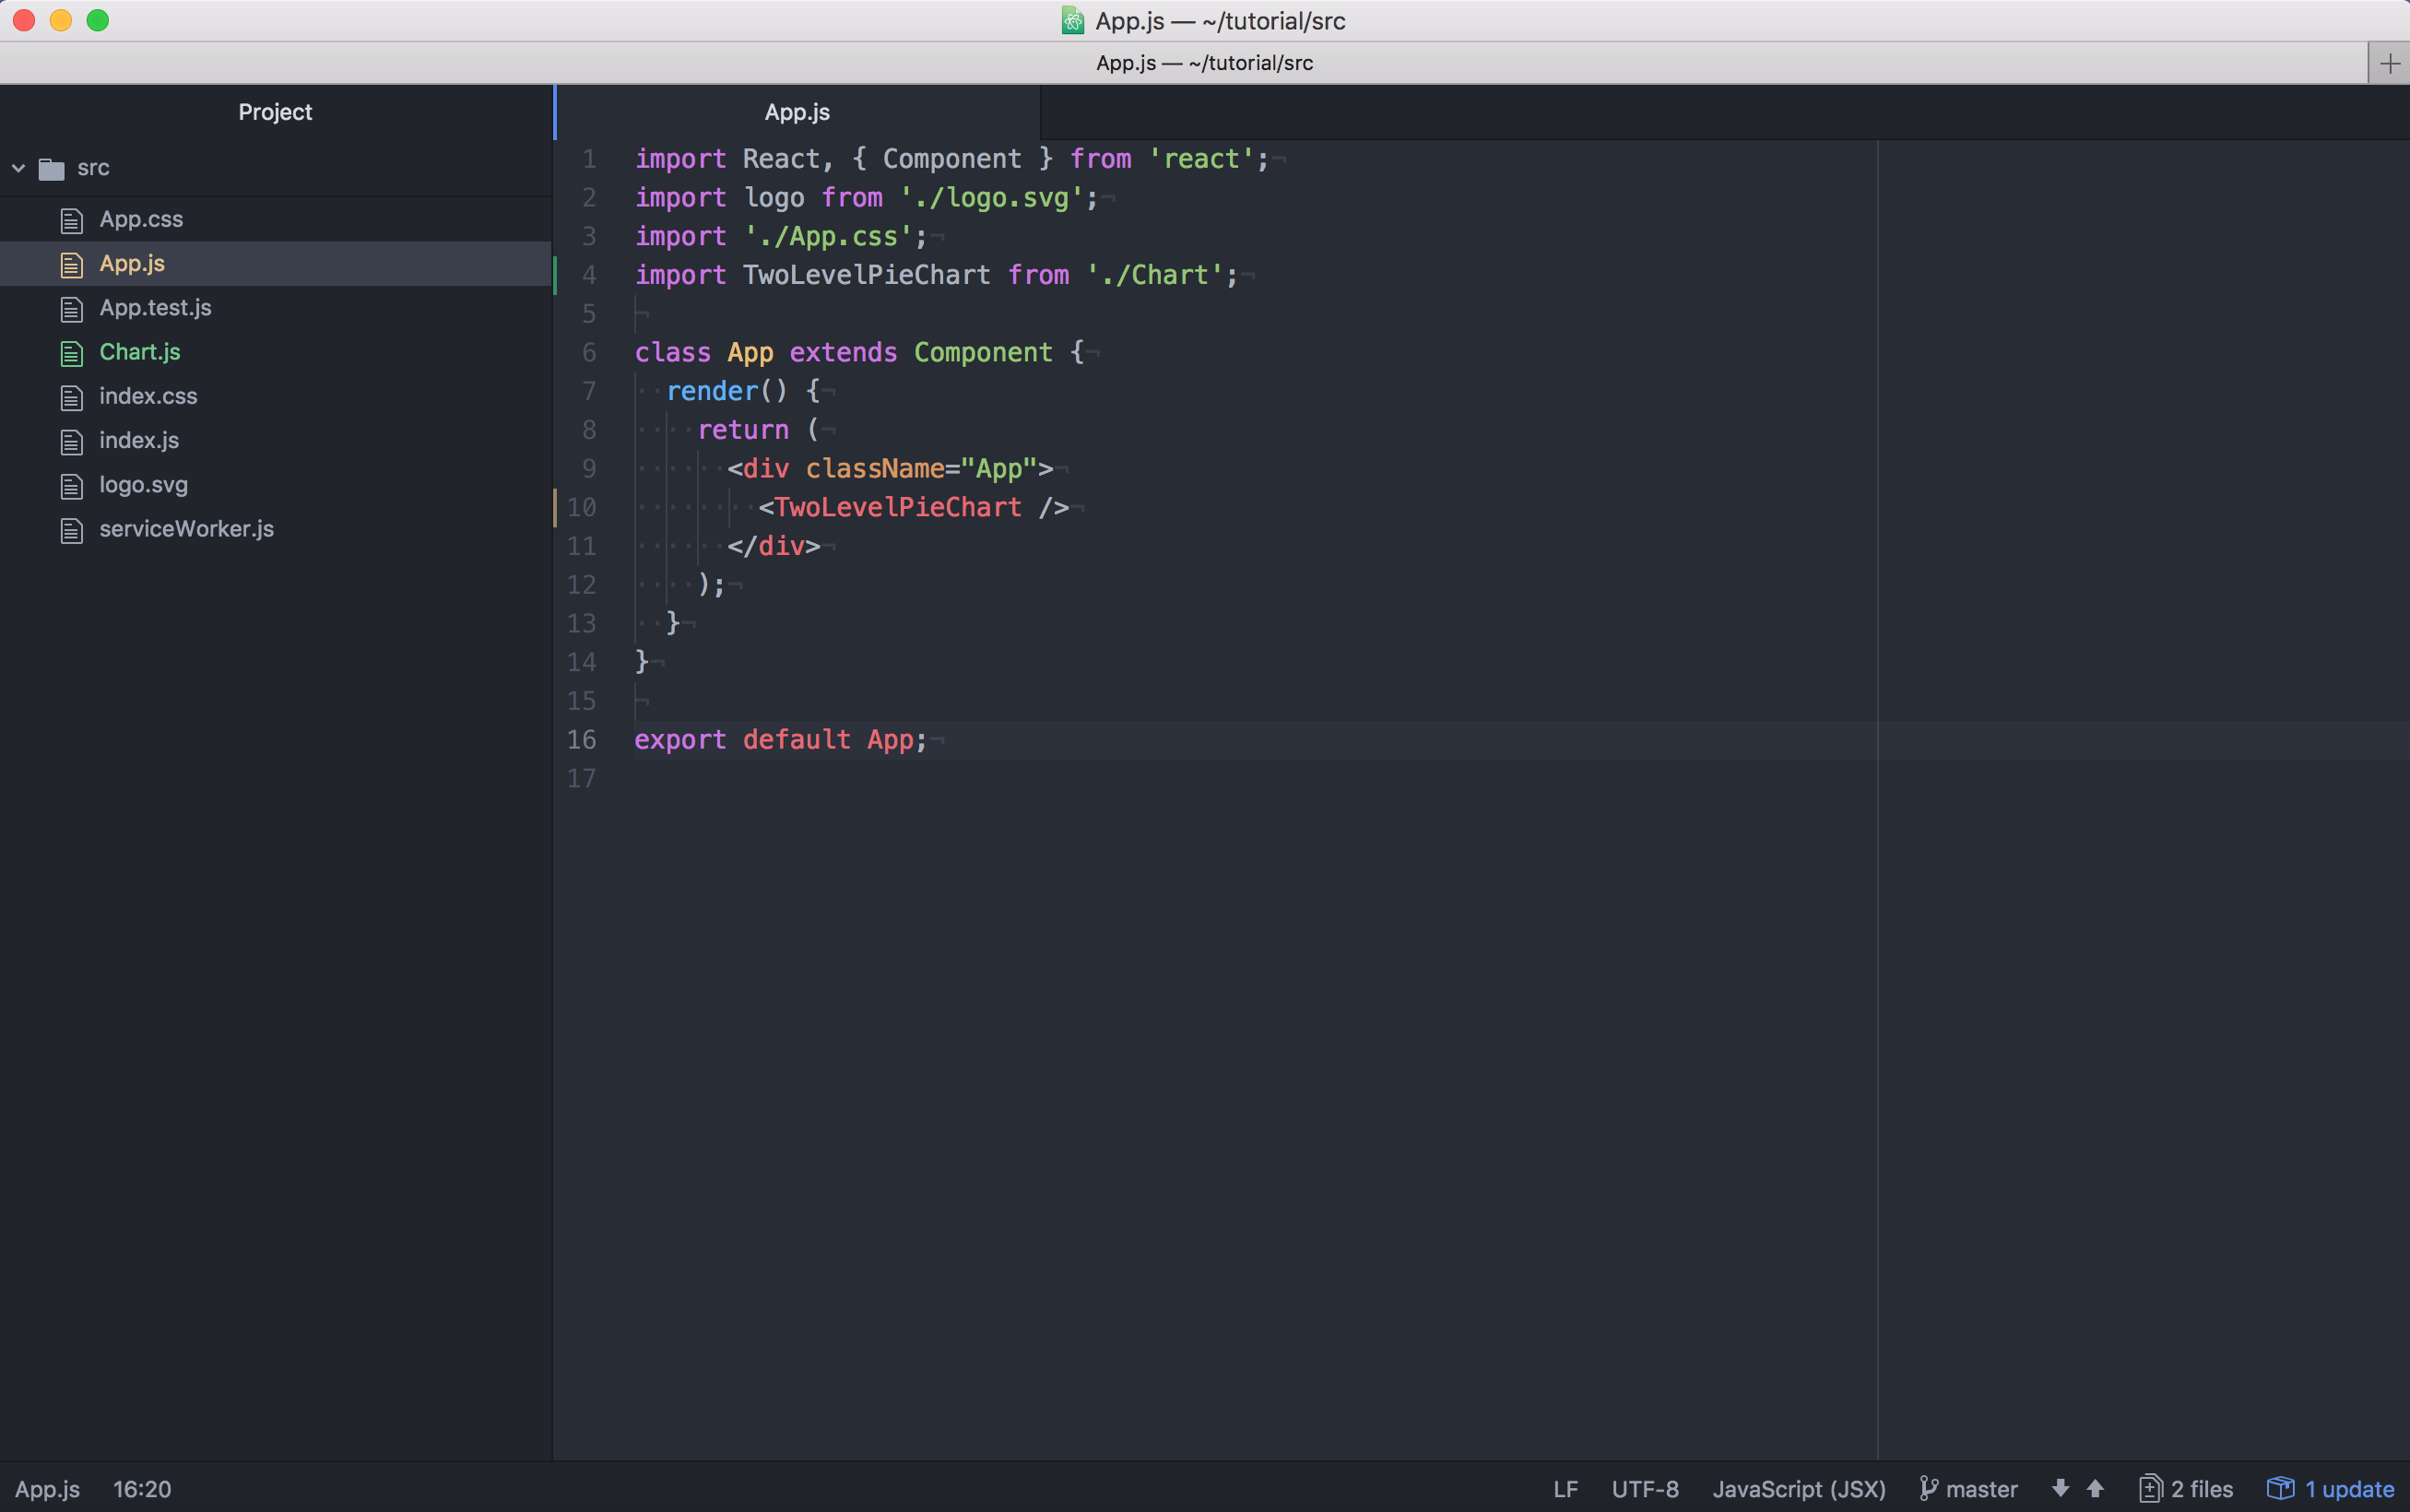 App.js — ~/tutorial/src
App.js — ~/tutorial/src
Project
src
App.css
App.js
App.test.js
Chart.js
index.css
index.js
logo.svg
serviceWorker.js
App.js
1 import React, { Component } from 'react';¬
2 import logo from './logo.svg';¬
3 import './App.css';¬
4 import TwoLevelPieChart from './Chart';¬
5 ¬
6 class App extends Component {¬
7 ··render() {¬
8 ····return (¬
9 ······<div className="App">¬
10 ········<TwoLevelPieChart />¬
11 ······</div>¬
12 ····);¬
13 ··}¬
14 }¬
15 ¬
16 export default App;¬
17
App.js 16:20 LF UTF-8 JavaScript (JSX) master 2 files 1 update